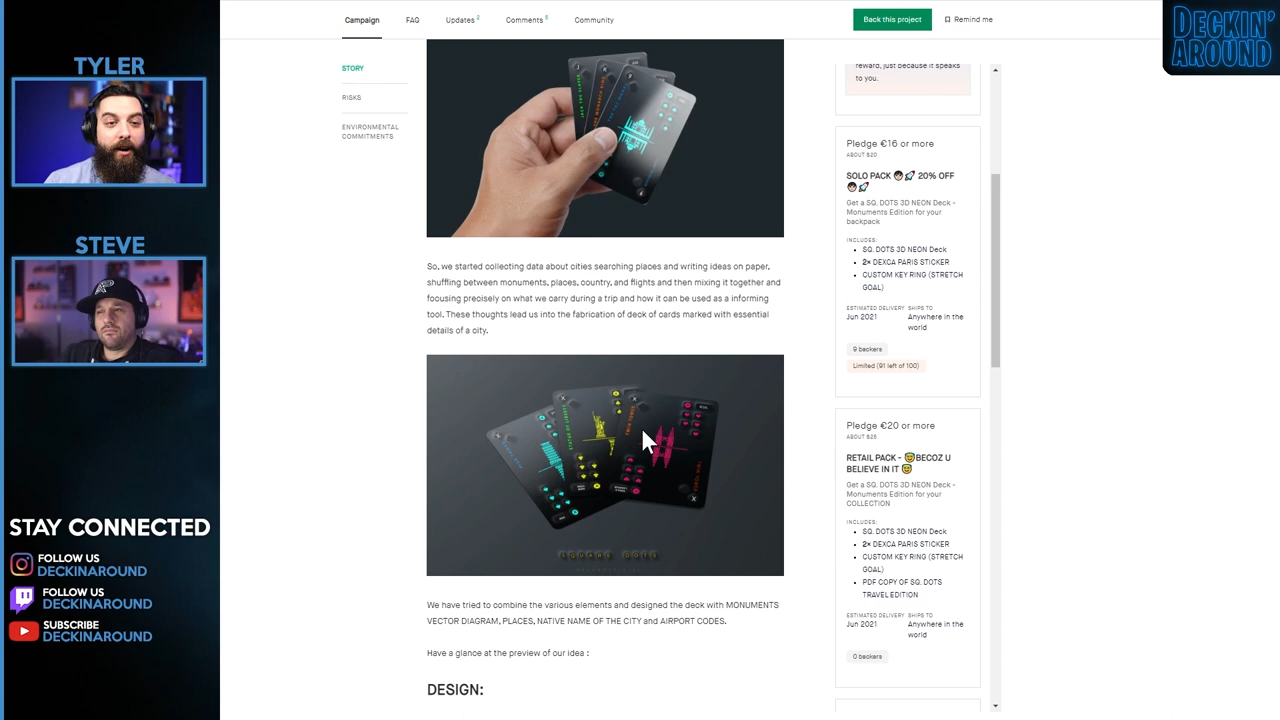 TYLER
STEVE
STAY CONNECTED
FOLLOW US
DECKINAROUND
FOLLOW US
DECKINAROUND
SUBSCRIBE
DECKINAROUND
Campaign FAQ Updates 2 Comments 8 Community
Back this project Remind me
DECKIN'
AROUND
STORY
RISKS
ENVIRONMENTAL
COMMITMENTS
So, we started collecting data about cities searching places and writing ideas on paper,
shuffling between monuments, places, country, and flights and then mixing it together and
focusing precisely on what we carry during a trip and how it can be used as a informing
tool. These thoughts lead us into the fabrication of deck of cards marked with essential
details of a city.
We have tried to combine the various elements and designed the deck with MONUMENTS
VECTOR DIAGRAM, PLACES, NATIVE NAME OF THE CITY and AIRPORT CODES.
Have a glance at the preview of our idea :
DESIGN:
reward, just because it speaks
to you.
Pledge €16 or more
ABOUT $20
SOLO PACK 20% OFF
Get a SQ. DOTS 3D NEON Deck -
Monuments Edition for your
backpack
INCLUDES:
SQ. DOTS 3D NEON Deck
2× DEXCA PARIS STICKER
CUSTOM KEY RING (STRETCH
GOAL)
ESTIMATED DELIVERY SHIPS TO
Jun 2021 Anywhere in the
world
9 backers
Limited (91 left of 100)
Pledge €20 or more
ABOUT $25
RETAIL PACK - BECOZ U
BELIEVE IN IT
Get a SQ. DOTS 3D NEON Deck -
Monuments Edition for your
COLLECTION
INCLUDES:
SQ. DOTS 3D NEON Deck
2× DEXCA PARIS STICKER
CUSTOM KEY RING (STRETCH
GOAL)
PDF COPY OF SQ. DOTS
TRAVEL EDITION
ESTIMATED DELIVERY SHIPS TO
Jun 2021 Anywhere in the
world
0 backers